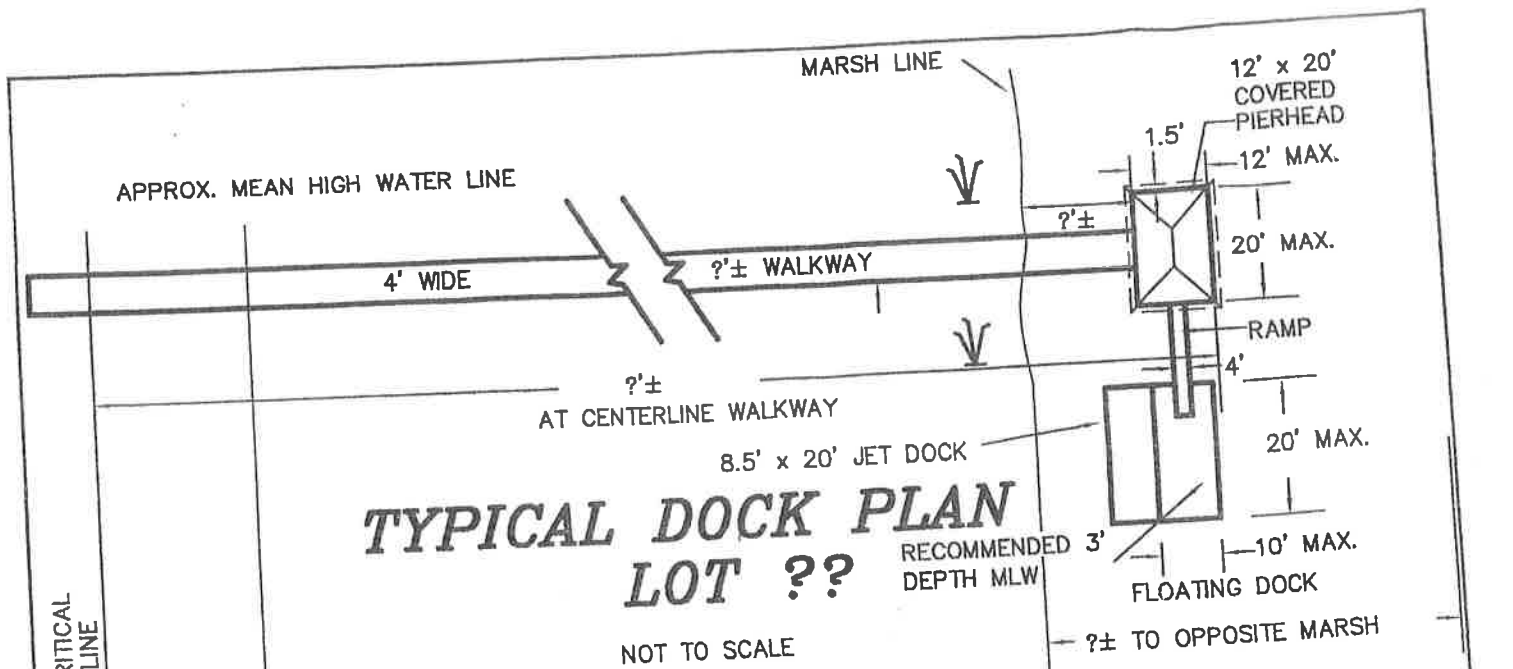 MARSH LINE
12' x 20'
COVERED
PIERHEAD
1.5'
12' MAX.
APPROX. MEAN HIGH WATER LINE
?'±
20' MAX.
4' WIDE
?'± WALKWAY
RAMP
4'
?'±
AT CENTERLINE WALKWAY
8.5' x 20' JET DOCK
20' MAX.
TYPICAL DOCK PLAN
LOT ??
RECOMMENDED 3'
DEPTH MLW
10' MAX.
FLOATING DOCK
?± TO OPPOSITE MARSH
NOT TO SCALE
RITICAL
LINE